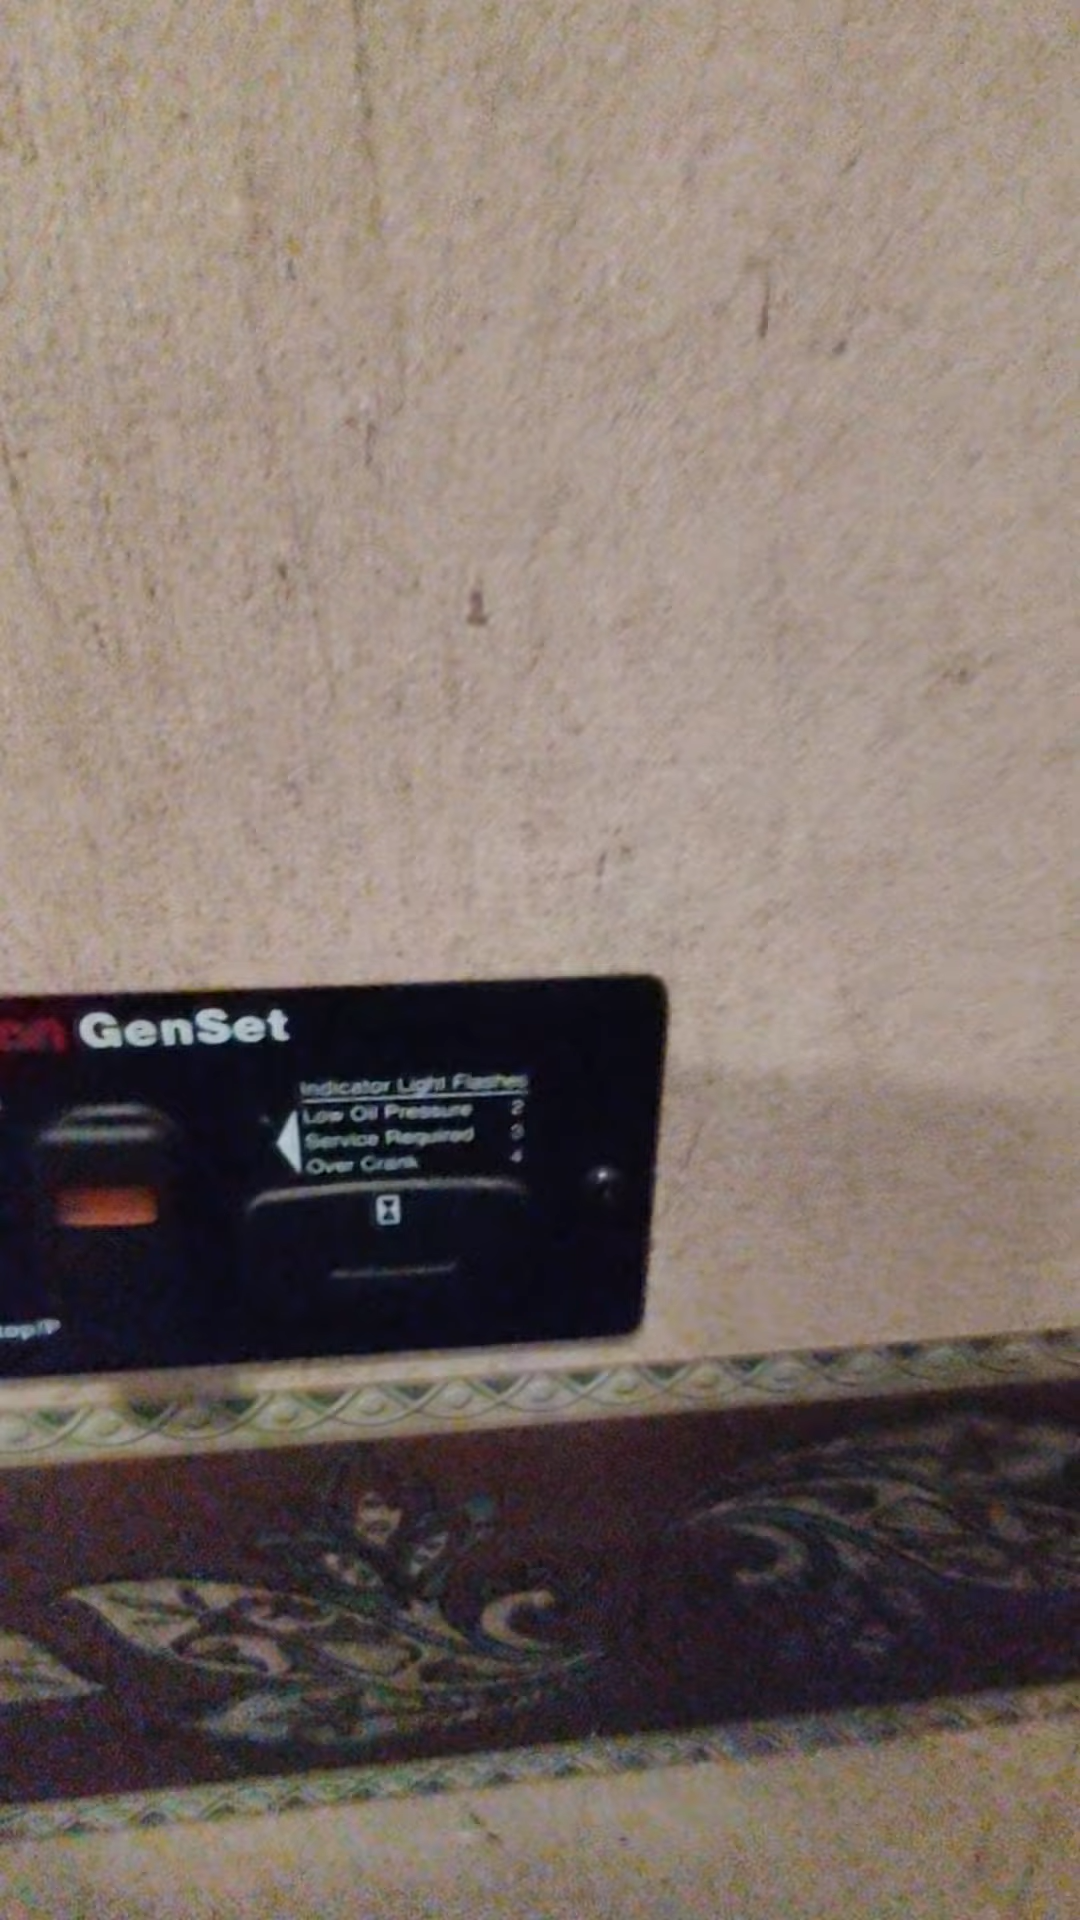 GenSet
Indicator Light Flashes
Low Oil Pressure 2
Service Required 3
Over Crank 4